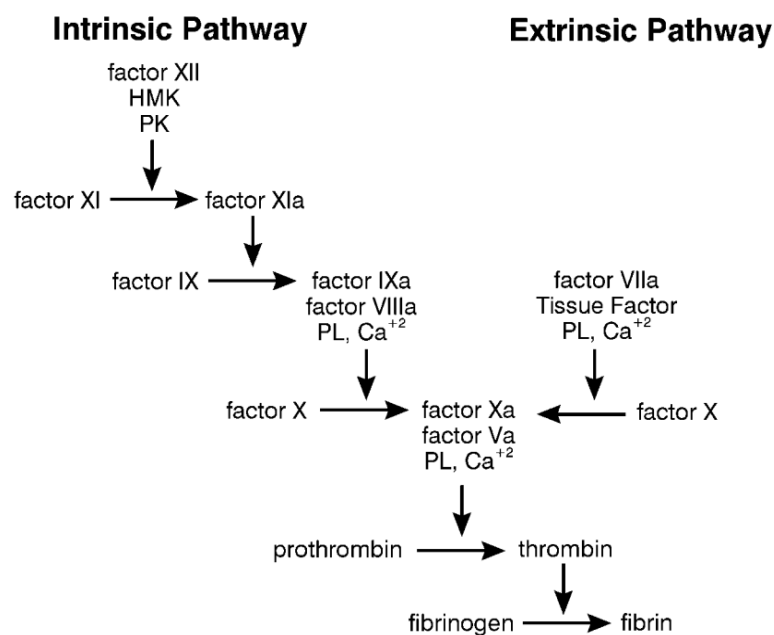 Intrinsic Pathway
Extrinsic Pathway
factor XII
HMK
PK
factor XI
factor XIa
factor IX
factor IXa
factor VIIIa
PL, Ca⁺²
factor VIIa
Tissue Factor
PL, Ca⁺²
factor X
factor Xa
factor Va
PL, Ca⁺²
factor X
prothrombin
thrombin
fibrinogen
fibrin